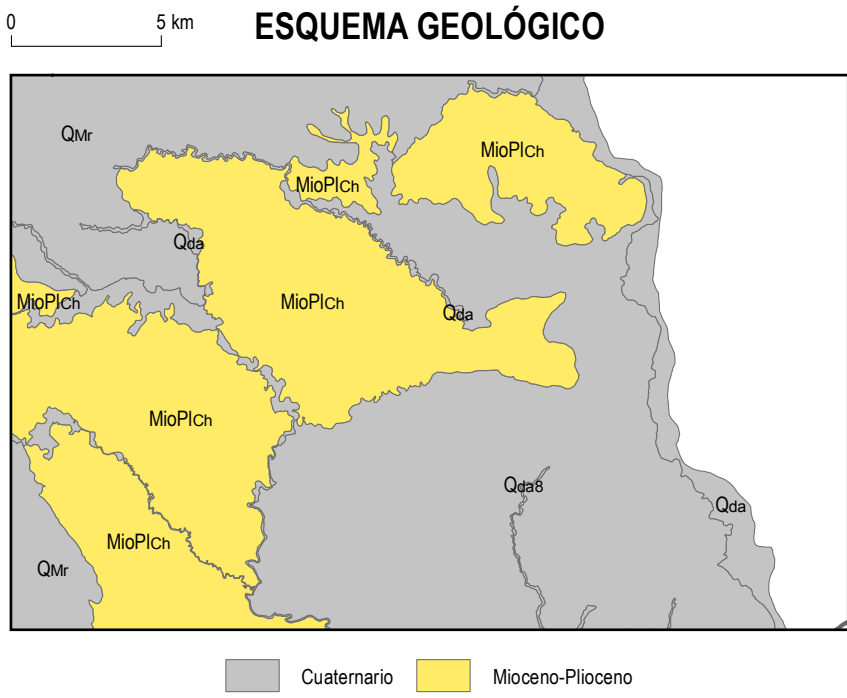 0 5 km
ESQUEMA GEOLÓGICO
QMr
MioPlCh
MioPlCh
Qda
MioPlCh
MioPlCh
Qda
MioPlCh
Qda8
Qda
MioPlCh
QMr
Cuaternario Mioceno-Plioceno